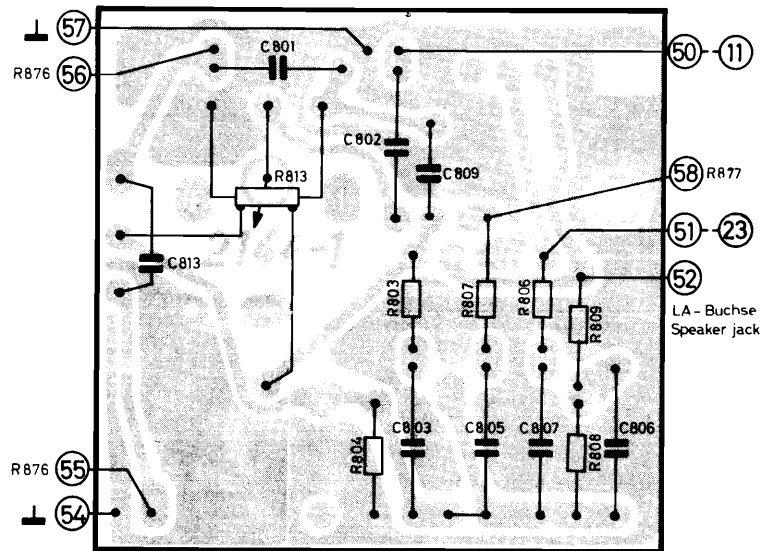 57
C801
50 - 11
R876 56
C802
R813
C809
58 R877
51 - 23
C813
52
R803
R807
R806
R809
LA - Buchse
Speaker jack
C803
C805
C807
C806
R804
R808
R876 55
54